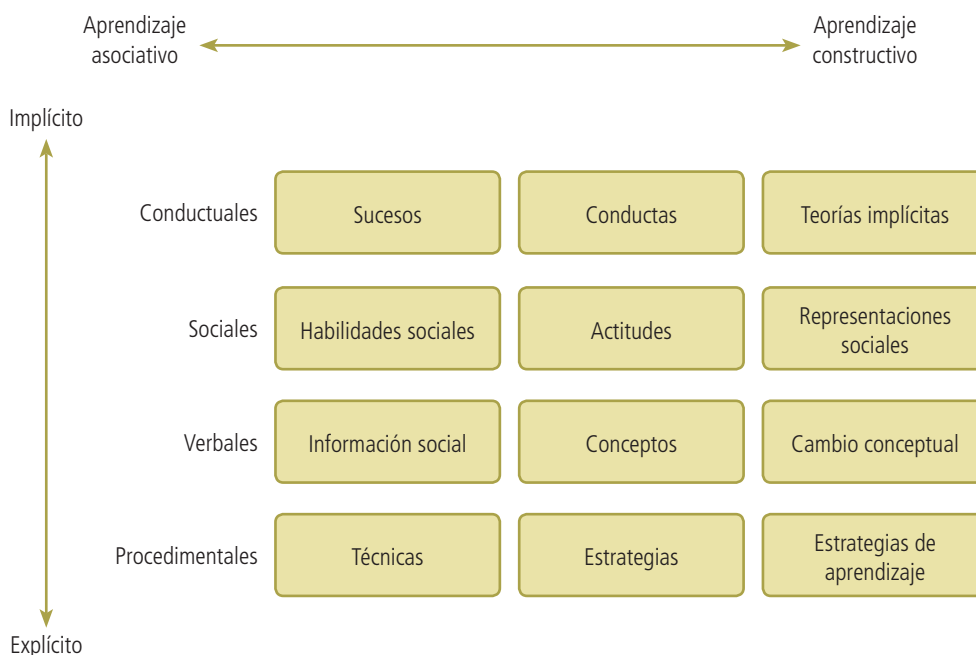 Aprendizaje
asociativo
Aprendizaje
constructivo
Implícito
Conductuales
Sucesos
Conductas
Teorías implícitas
Sociales
Habilidades sociales
Actitudes
Representaciones
sociales
Verbales
Información social
Conceptos
Cambio conceptual
Procedimentales
Técnicas
Estrategias
Estrategias de
aprendizaje
Explícito